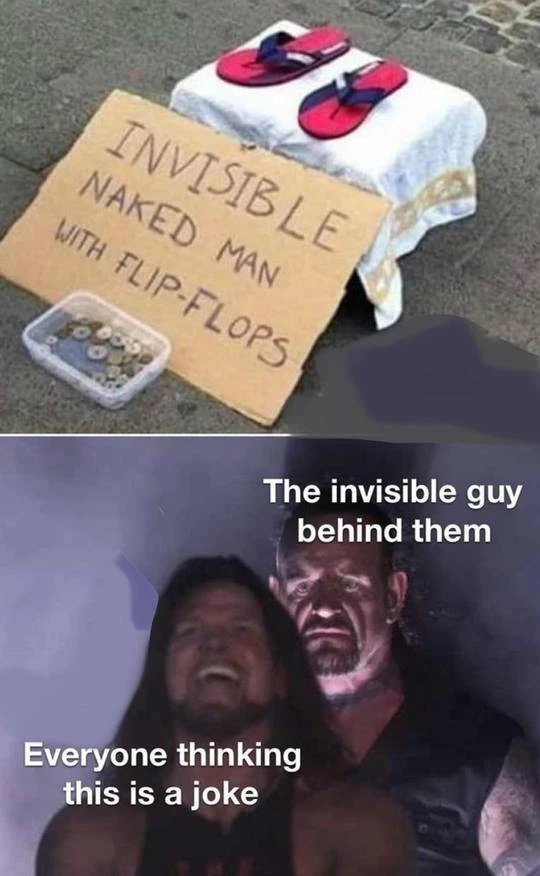 INVISIBLE
NAKED MAN
WITH FLIP-FLOPS
The invisible guy
behind them
Everyone thinking
this is a joke